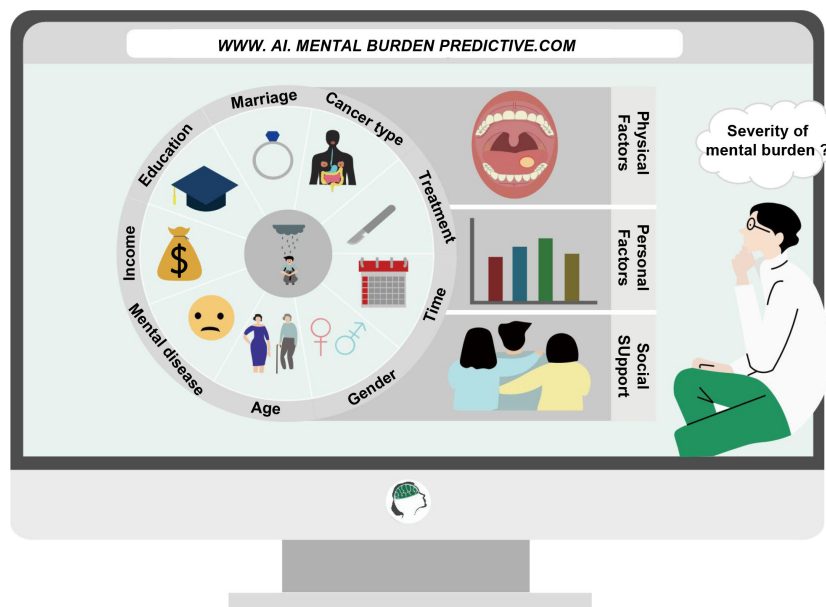 WWW. AI. MENTAL BURDEN PREDICTIVE.COM
Marriage
Cancer type
Education
Treatment
Income
Time
Mental disease
Age
Gender
$
Physical
Factors
Personal
Factors
Social
SUpport
Severity of
mental burden ?